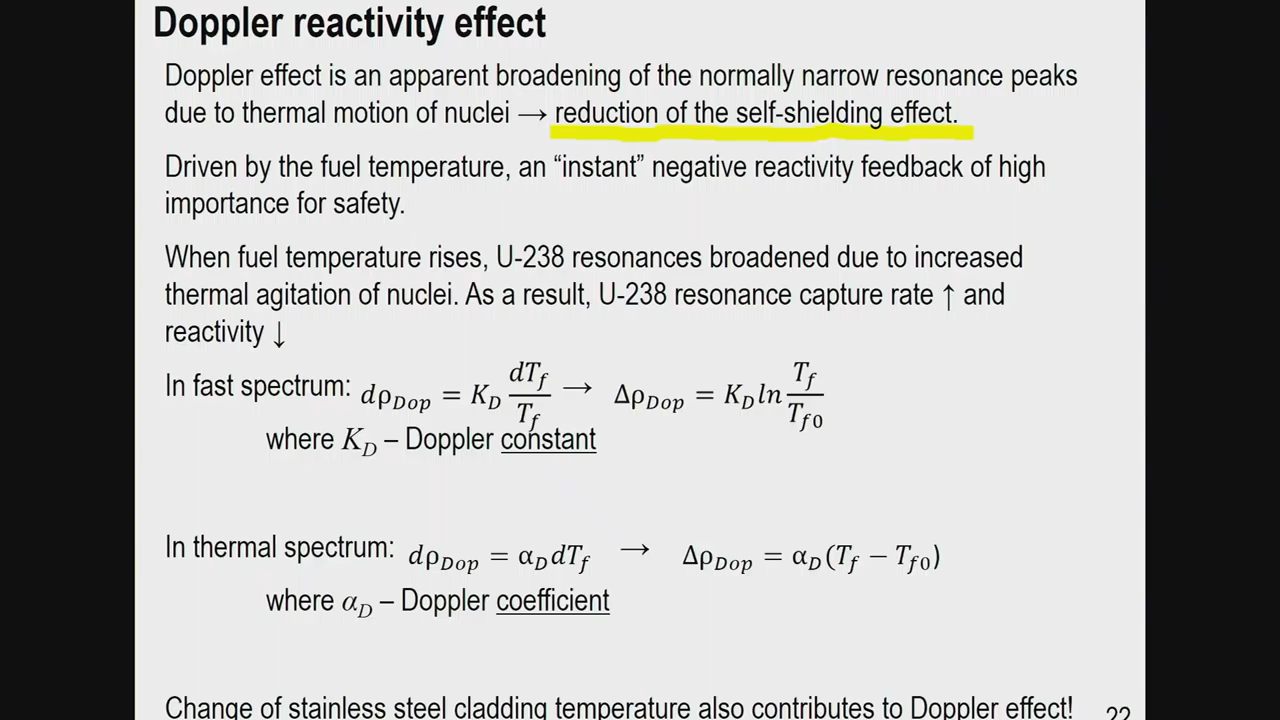 Doppler reactivity effect
Doppler effect is an apparent broadening of the normally narrow resonance peaks
due to thermal motion of nuclei → reduction of the self-shielding effect.
Driven by the fuel temperature, an “instant” negative reactivity feedback of high
importance for safety.
When fuel temperature rises, U-238 resonances broadened due to increased
thermal agitation of nuclei. As a result, U-238 resonance capture rate ↑ and
reactivity ↓
In fast spectrum: dρ_Dop = K_D dT_f / T_f → Δρ_Dop = K_D ln T_f / T_f0
where K_D – Doppler constant
In thermal spectrum: dρ_Dop = α_D dT_f → Δρ_Dop = α_D(T_f − T_f0)
where α_D – Doppler coefficient
Change of stainless steel cladding temperature also contributes to Doppler effect!
22